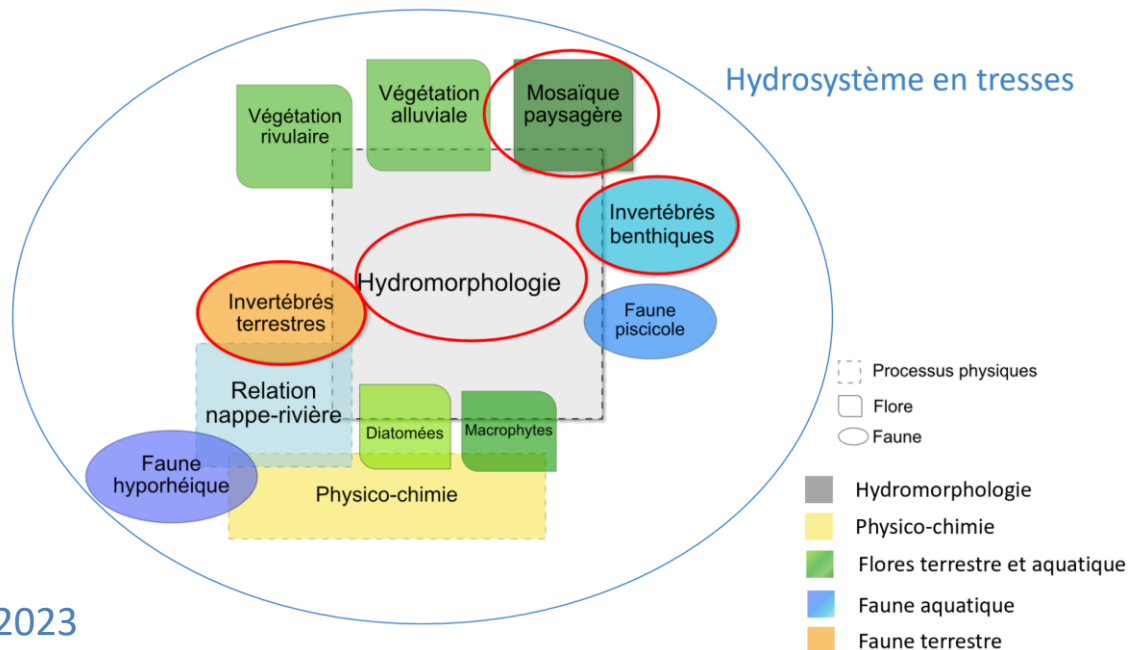 Hydrosystème en tresses
Végétation
rivulaire
Végétation
alluviale
Mosaïque
paysagère
Invertébrés
benthiques
Hydromorphologie
Invertébrés
terrestres
Faune
piscicole
Relation
nappe-rivière
Diatomées
Macrophytes
Faune
hyporhéique
Physico-chimie
Processus physiques
Flore
Faune
Hydromorphologie
Physico-chimie
Flores terrestre et aquatique
Faune aquatique
Faune terrestre
2023